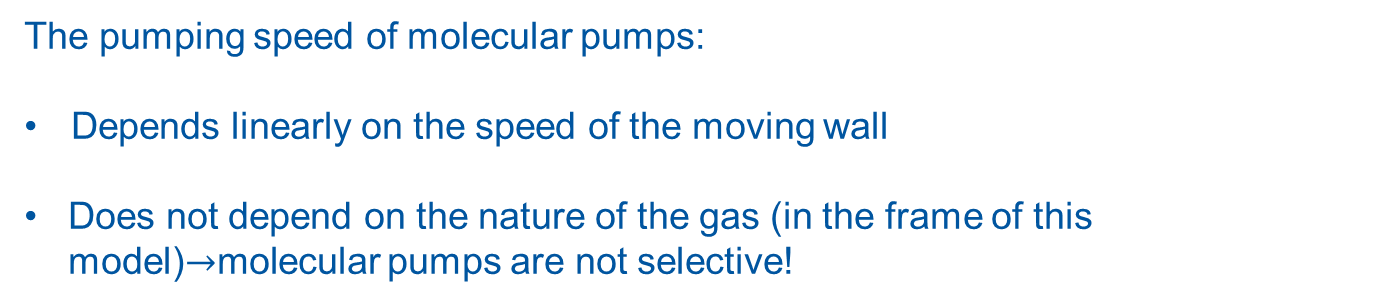 The pumping speed of molecular pumps:
• Depends linearly on the speed of the moving wall
• Does not depend on the nature of the gas (in the frame of this
model)→molecular pumps are not selective!